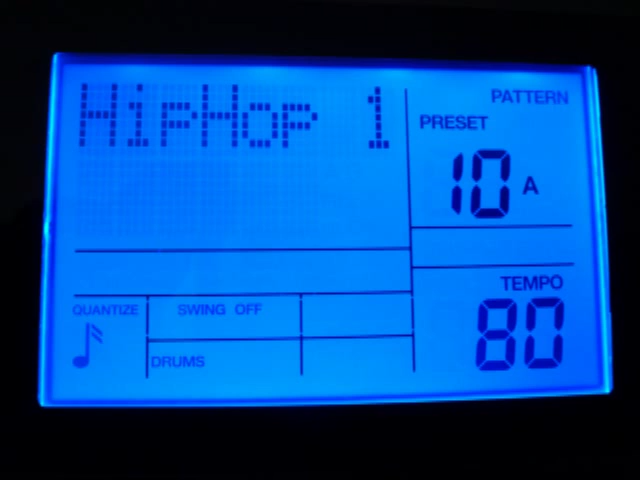 HipHop 1
PATTERN
PRESET
10 A
TEMPO
80
QUANTIZE
SWING OFF
DRUMS